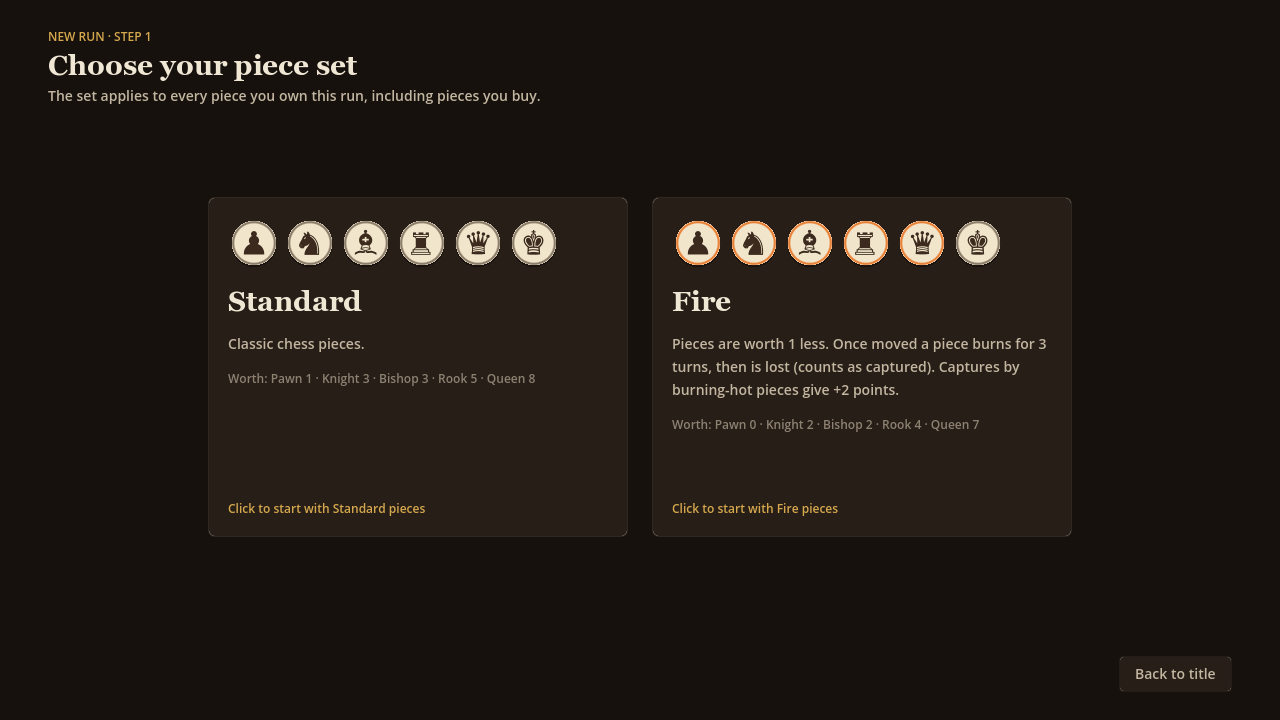 NEW RUN · STEP 1
Choose your piece set
The set applies to every piece you own this run, including pieces you buy.
Standard
Classic chess pieces.
Worth: Pawn 1 · Knight 3 · Bishop 3 · Rook 5 · Queen 8
Click to start with Standard pieces
Fire
Pieces are worth 1 less. Once moved a piece burns for 3
turns, then is lost (counts as captured). Captures by
burning-hot pieces give +2 points.
Worth: Pawn 0 · Knight 2 · Bishop 2 · Rook 4 · Queen 7
Click to start with Fire pieces
Back to title